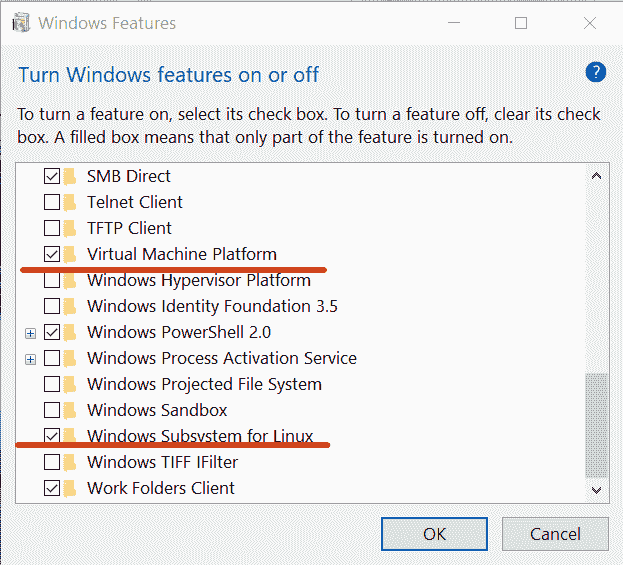 Windows Features
Turn Windows features on or off
?
To turn a feature on, select its check box. To turn a feature off, clear its check
box. A filled box means that only part of the feature is turned on.
SMB Direct
Telnet Client
TFTP Client
Virtual Machine Platform
Windows Hypervisor Platform
Windows Identity Foundation 3.5
Windows PowerShell 2.0
Windows Process Activation Service
Windows Projected File System
Windows Sandbox
Windows Subsystem for Linux
Windows TIFF IFilter
Work Folders Client
OK Cancel